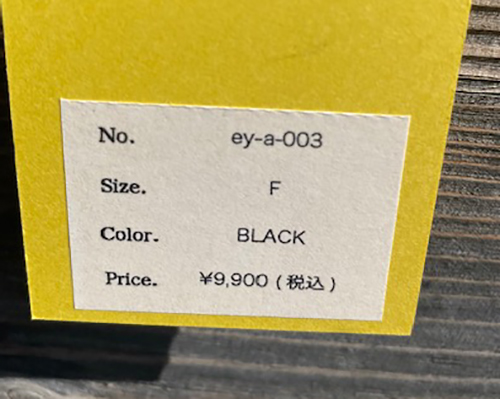 No. ey-a-003
Size. F
Color. BLACK
Price. ¥9,900 (税込)